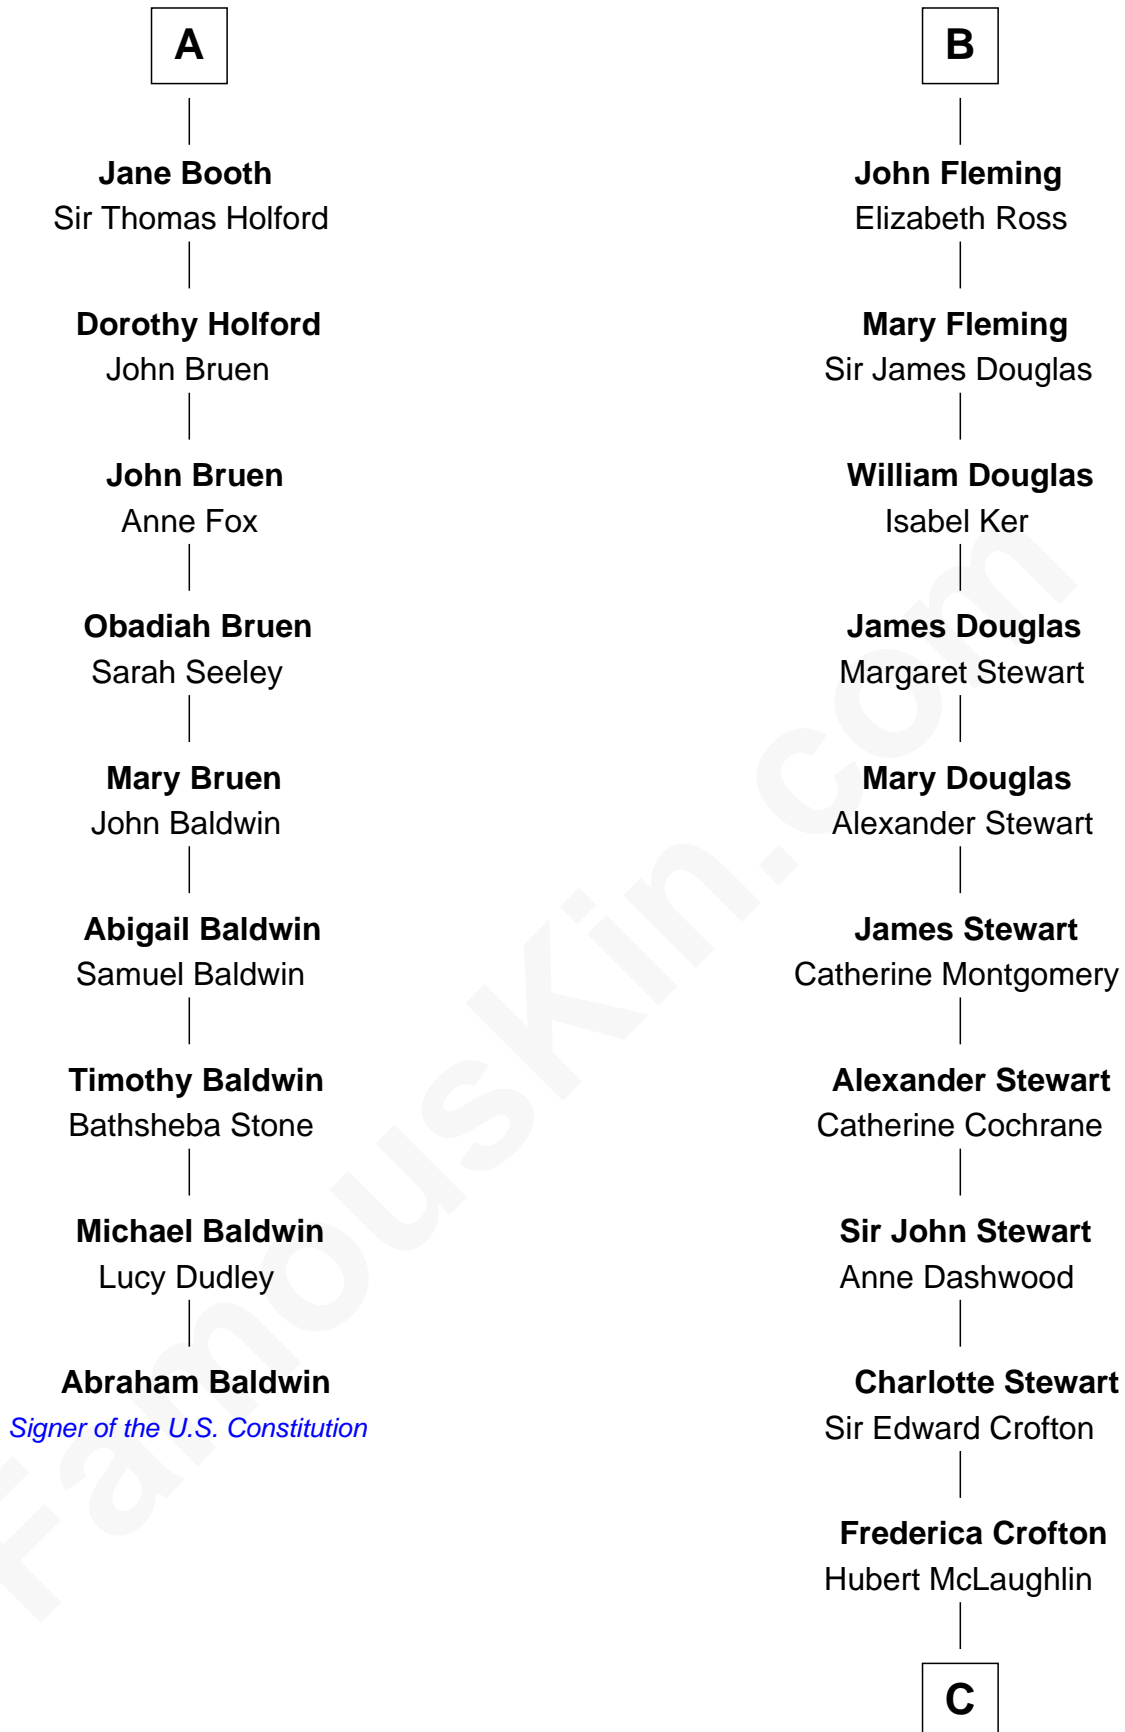 A
Jane Booth
Sir Thomas Holford
Dorothy Holford
John Bruen
John Bruen
Anne Fox
Obadiah Bruen
Sarah Seeley
Mary Bruen
John Baldwin
Abigail Baldwin
Samuel Baldwin
Timothy Baldwin
Bathsheba Stone
Michael Baldwin
Lucy Dudley
Abraham Baldwin
Signer of the U.S. Constitution
B
John Fleming
Elizabeth Ross
Mary Fleming
Sir James Douglas
William Douglas
Isabel Ker
James Douglas
Margaret Stewart
Mary Douglas
Alexander Stewart
James Stewart
Catherine Montgomery
Alexander Stewart
Catherine Cochrane
Sir John Stewart
Anne Dashwood
Charlotte Stewart
Sir Edward Crofton
Frederica Crofton
Hubert McLaughlin
C
FamousKin.com